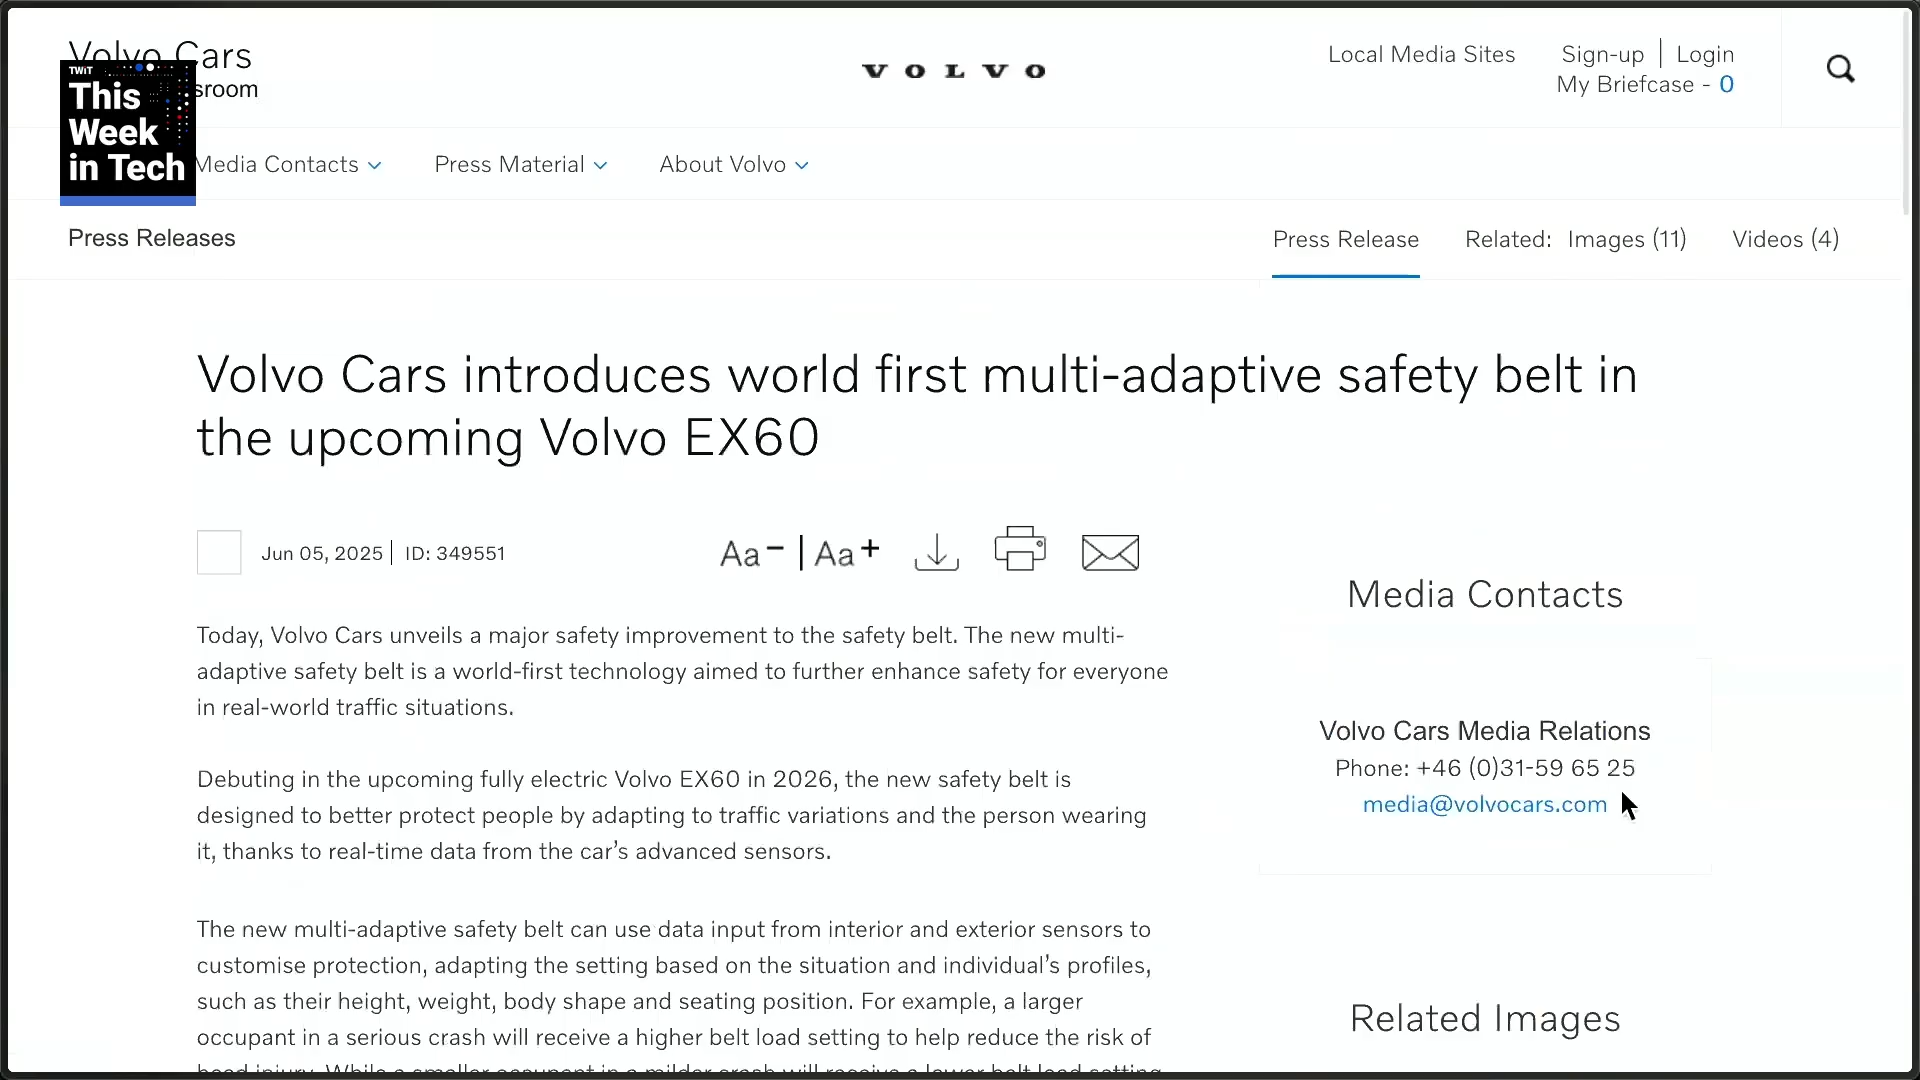 Volvo Cars
sroom
TWiT
This
Week
in Tech
VOLVO
Local Media Sites
Sign-up | Login
My Briefcase - 0
Media Contacts
Press Material
About Volvo
Press Releases
Press Release
Related: Images (11)
Videos (4)
Volvo Cars introduces world first multi-adaptive safety belt in
the upcoming Volvo EX60
Jun 05, 2025 | ID: 349551
Aa- | Aa+
Today, Volvo Cars unveils a major safety improvement to the safety belt. The new multi-
adaptive safety belt is a world-first technology aimed to further enhance safety for everyone
in real-world traffic situations.
Debuting in the upcoming fully electric Volvo EX60 in 2026, the new safety belt is
designed to better protect people by adapting to traffic variations and the person wearing
it, thanks to real-time data from the car’s advanced sensors.
The new multi-adaptive safety belt can use data input from interior and exterior sensors to
customise protection, adapting the setting based on the situation and individual’s profiles,
such as their height, weight, body shape and seating position. For example, a larger
occupant in a serious crash will receive a higher belt load setting to help reduce the risk of
head injury. While a smaller occupant in a milder crash will receive a lower belt load setting
Media Contacts
Volvo Cars Media Relations
Phone: +46 (0)31-59 65 25
media@volvocars.com
Related Images